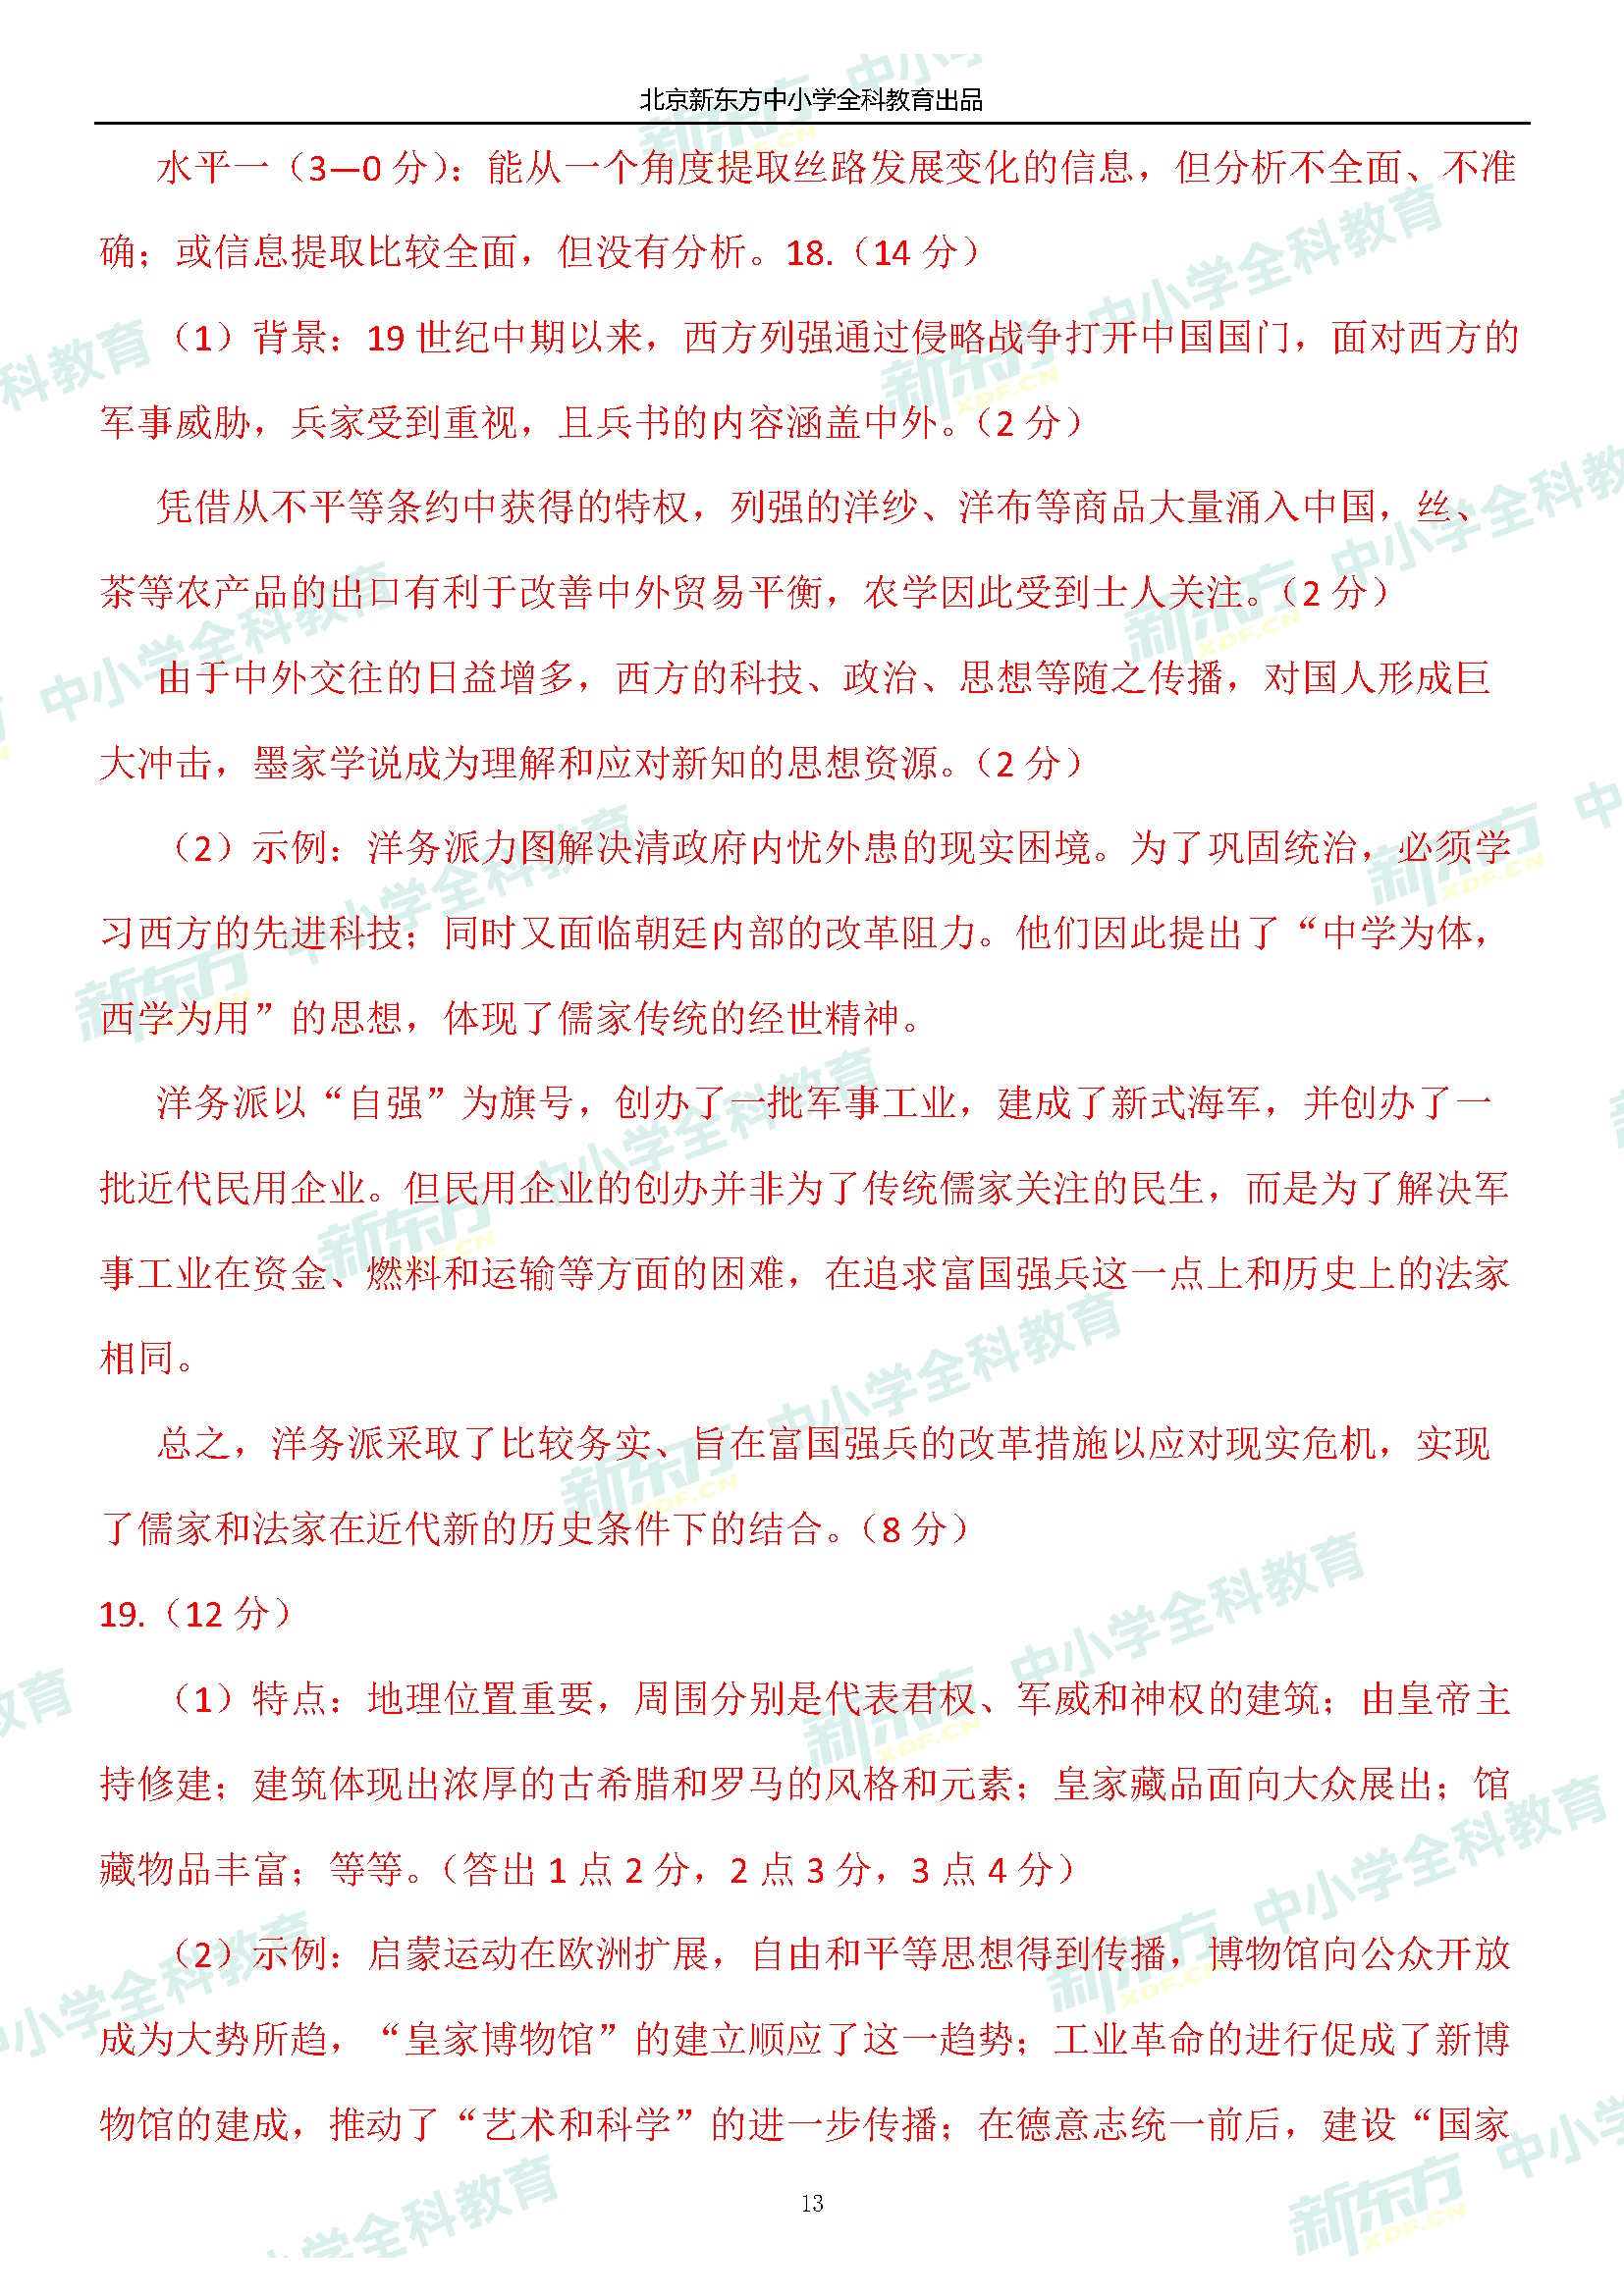 北京新东方中小学全科教育出品
水平一（3—0 分）：能从一个角度提取丝路发展变化的信息，但分析不全面、不准
确；或信息提取比较全面，但没有分析。18.（14 分）
（1）背景：19 世纪中期以来，西方列强通过侵略战争打开中国国门，面对西方的
军事威胁，兵家受到重视，且兵书的内容涵盖中外。（2 分）
凭借从不平等条约中获得的特权，列强的洋纱、洋布等商品大量涌入中国，丝、
茶等农产品的出口有利于改善中外贸易平衡，农学因此受到士人关注。（2 分）
由于中外交往的日益增多，西方的科技、政治、思想等随之传播，对国人形成巨
大冲击，墨家学说成为理解和应对新知的思想资源。（2 分）
（2）示例：洋务派力图解决清政府内忧外患的现实困境。为了巩固统治，必须学
习西方的先进科技；同时又面临朝廷内部的改革阻力。他们因此提出了“中学为体，
西学为用”的思想，体现了儒家传统的经世精神。
洋务派以“自强”为旗号，创办了一批军事工业，建成了新式海军，并创办了一
批近代民用企业。但民用企业的创办并非为了传统儒家关注的民生，而是为了解决军
事工业在资金、燃料和运输等方面的困难，在追求富国强兵这一点上和历史上的法家
相同。
总之，洋务派采取了比较务实、旨在富国强兵的改革措施以应对现实危机，实现
了儒家和法家在近代新的历史条件下的结合。（8 分）
19.（12 分）
（1）特点：地理位置重要，周围分别是代表君权、军威和神权的建筑；由皇帝主
持修建；建筑体现出浓厚的古希腊和罗马的风格和元素；皇家藏品面向大众展出；馆
藏物品丰富；等等。（答出 1 点 2 分，2 点 3 分，3 点 4 分）
（2）示例：启蒙运动在欧洲扩展，自由和平等思想得到传播，博物馆向公众开放
成为大势所趋，“皇家博物馆”的建立顺应了这一趋势；工业革命的进行促成了新博
物馆的建成，推动了“艺术和科学”的进一步传播；在德意志统一前后，建设“国家
13
新东方 XDF.CN 中小学全科教育